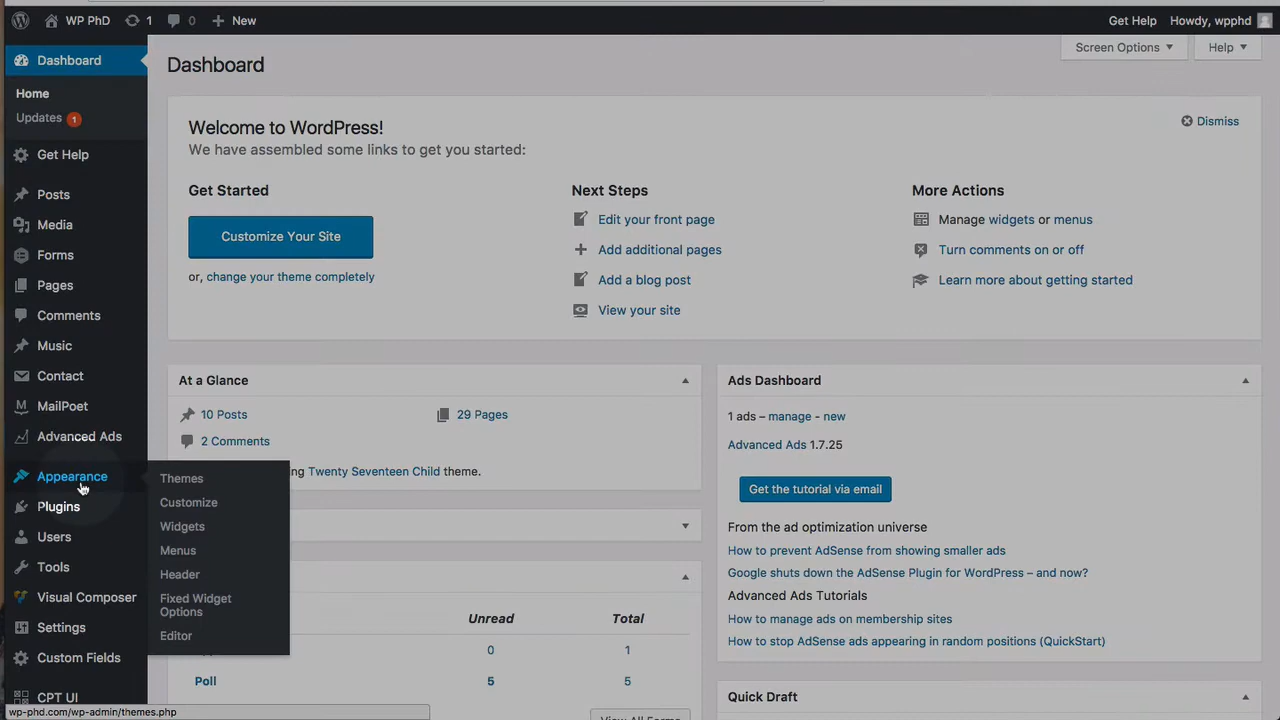 WP PhD 1 0 New Get Help Howdy, wpphd
Dashboard
Home
Updates 1
Get Help
Posts
Media
Forms
Pages
Comments
Music
Contact
MailPoet
Advanced Ads
Appearance
Plugins
Users
Tools
Visual Composer
Settings
Custom Fields
CPT UI
Themes
Customize
Widgets
Menus
Header
Fixed Widget
Options
Editor
Screen Options Help
Dashboard
Welcome to WordPress!
We have assembled some links to get you started:
Dismiss
Get Started
Customize Your Site
or, change your theme completely
Next Steps
Edit your front page
Add additional pages
Add a blog post
View your site
More Actions
Manage widgets or menus
Turn comments on or off
Learn more about getting started
At a Glance
10 Posts 29 Pages
2 Comments
ing Twenty Seventeen Child theme.
Unread Total
0 1
Poll 5 5
View All Forms
Ads Dashboard
1 ads – manage - new
Advanced Ads 1.7.25
Get the tutorial via email
From the ad optimization universe
How to prevent AdSense from showing smaller ads
Google shuts down the AdSense Plugin for WordPress – and now?
Advanced Ads Tutorials
How to manage ads on membership sites
How to stop AdSense ads appearing in random positions (QuickStart)
Quick Draft
wp-phd.com/wp-admin/themes.php